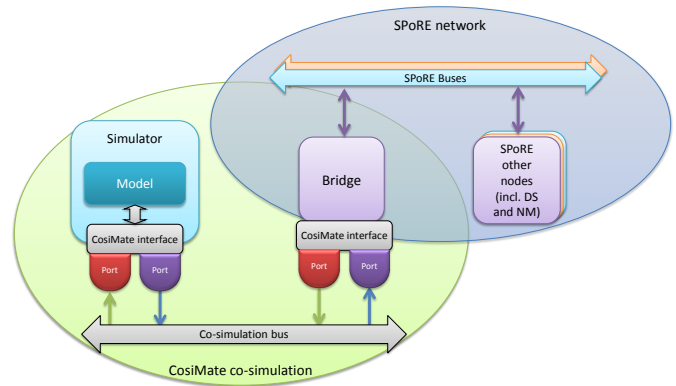 SPoRE network
SPoRE Buses
Simulator
Model
CosiMate interface
Port
Port
Bridge
CosiMate interface
Port
Port
SPoRE
other
nodes
(incl. DS
and NM)
Co-simulation bus
CosiMate co-simulation